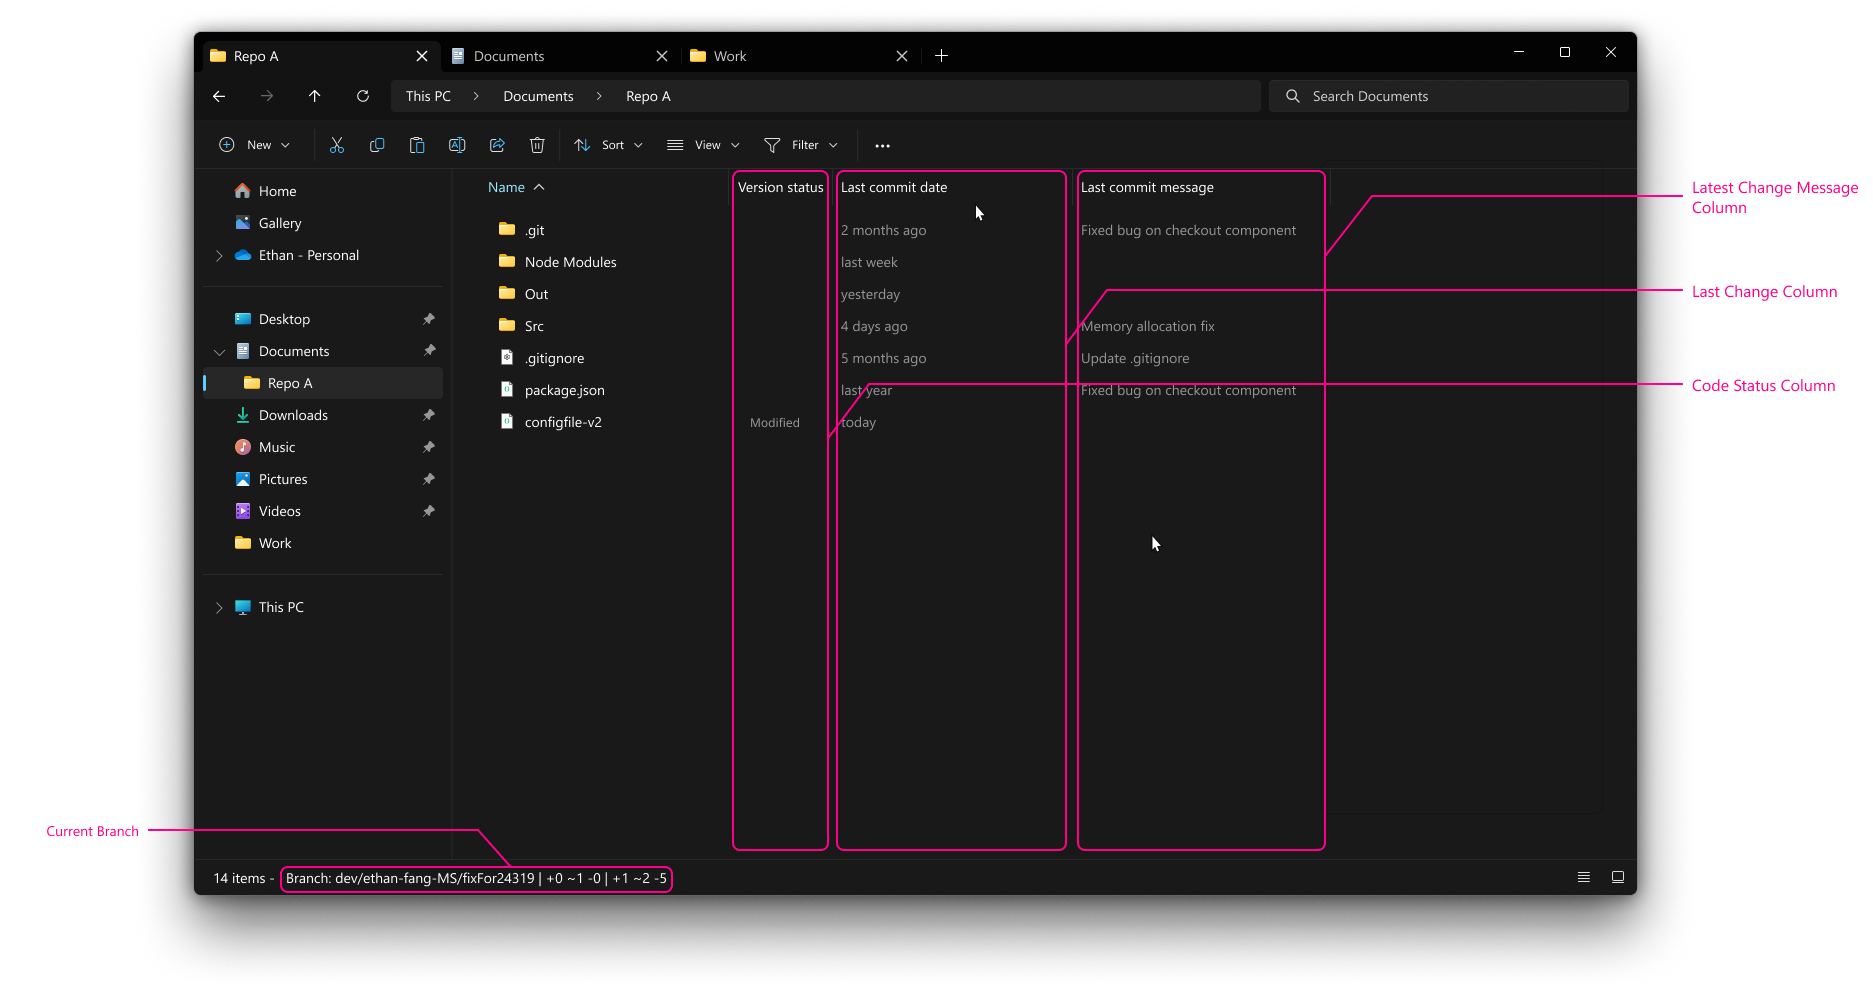 Repo A
Documents
Work
This PC
Documents
Repo A
Search Documents
New
Sort
View
Filter
Home
Gallery
Ethan - Personal
Desktop
Documents
Repo A
Downloads
Music
Pictures
Videos
Work
This PC
Name
Version status
Last commit date
Last commit message
.git
2 months ago
Fixed bug on checkout component
Node Modules
last week
Out
yesterday
Src
4 days ago
Memory allocation fix
.gitignore
5 months ago
Update .gitignore
package.json
last year
Fixed bug on checkout component
configfile-v2
Modified
today
Latest Change Message
Column
Last Change Column
Code Status Column
Current Branch
14 items - Branch: dev/ethan-fang-MS/fixFor24319 | +0 ~1 -0 | +1 ~2 -5